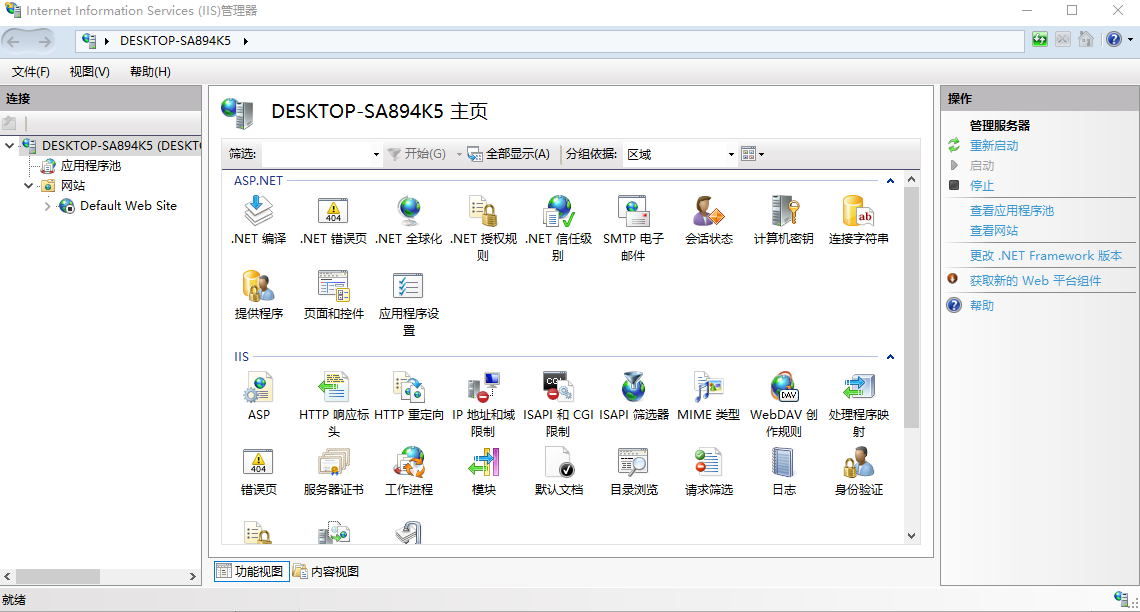 Internet Information Services (IIS)管理器
DESKTOP-SA894K5
文件(F) 视图(V) 帮助(H)
连接
DESKTOP-SA894K5 (DESKT
应用程序池
网站
Default Web Site
DESKTOP-SA894K5 主页
筛选: 开始(G) 全部显示(A) 分组依据: 区域
ASP.NET
.NET 编译
.NET 错误页
.NET 全球化
.NET 授权规
则
.NET 信任级
别
SMTP 电子
邮件
会话状态
计算机密钥
连接字符串
提供程序
页面和控件
应用程序设
置
IIS
ASP
HTTP 响应标
头
HTTP 重定向
IP 地址和域
限制
ISAPI 和 CGI
限制
ISAPI 筛选器
MIME 类型
WebDAV 创
作规则
处理程序映
射
错误页
服务器证书
工作进程
模块
默认文档
目录浏览
请求筛选
日志
身份验证
功能视图 内容视图
操作
管理服务器
重新启动
启动
停止
查看应用程序池
查看网站
更改 .NET Framework 版本
获取新的 Web 平台组件
帮助
就绪